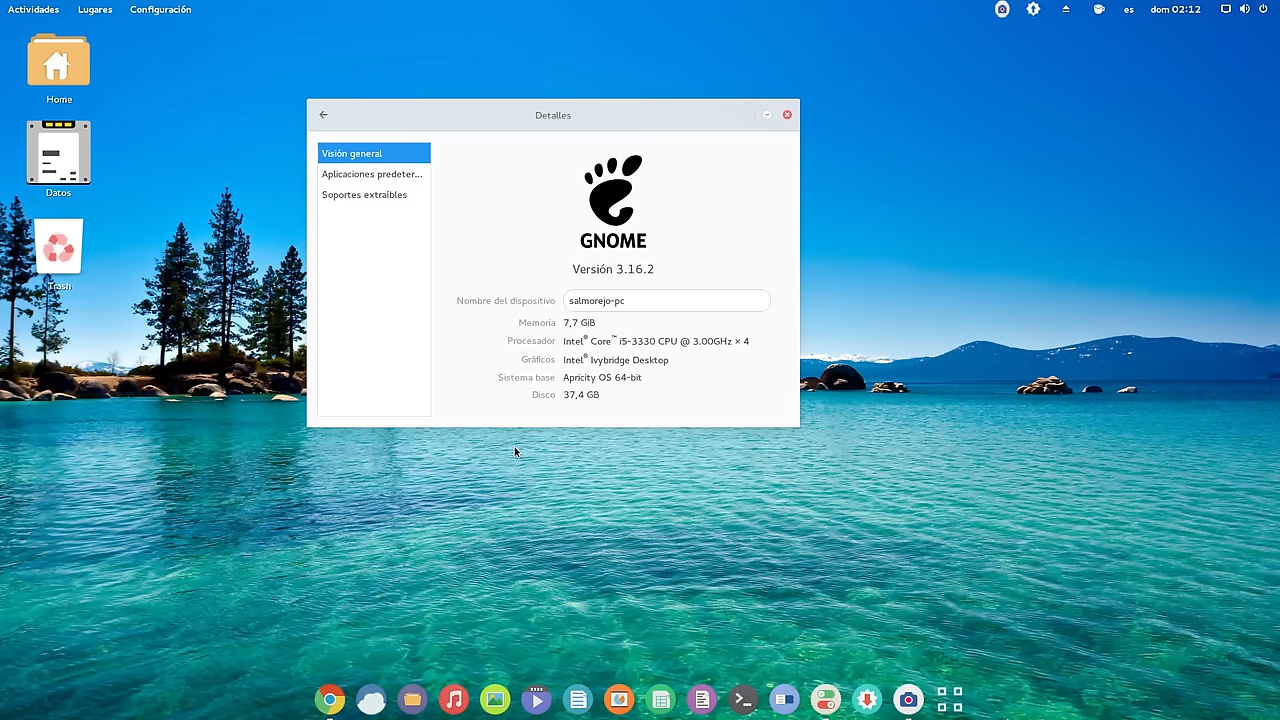 Actividades Lugares Configuración es dom 02:12
Home
Datos
Trash
Detalles
Visión general
Aplicaciones predeter...
Soportes extraíbles
GNOME
Versión 3.16.2
Nombre del dispositivo salmorejo-pc
Memoria 7,7 GiB
Procesador Intel® Core™ i5-3330 CPU @ 3.00GHz × 4
Gráficos Intel® Ivybridge Desktop
Sistema base Apricity OS 64-bit
Disco 37,4 GB